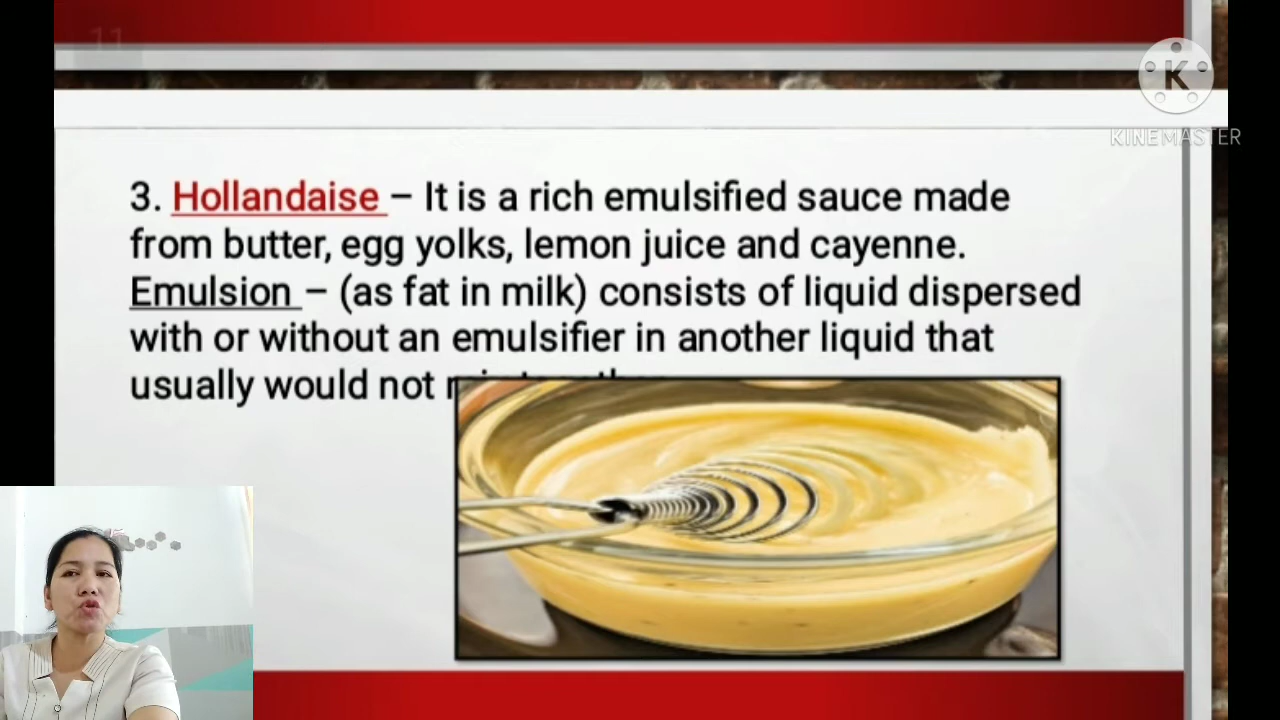 11
KINEMASTER
3. Hollandaise – It is a rich emulsified sauce made
from butter, egg yolks, lemon juice and cayenne.
Emulsion – (as fat in milk) consists of liquid dispersed
with or without an emulsifier in another liquid that
usually would not